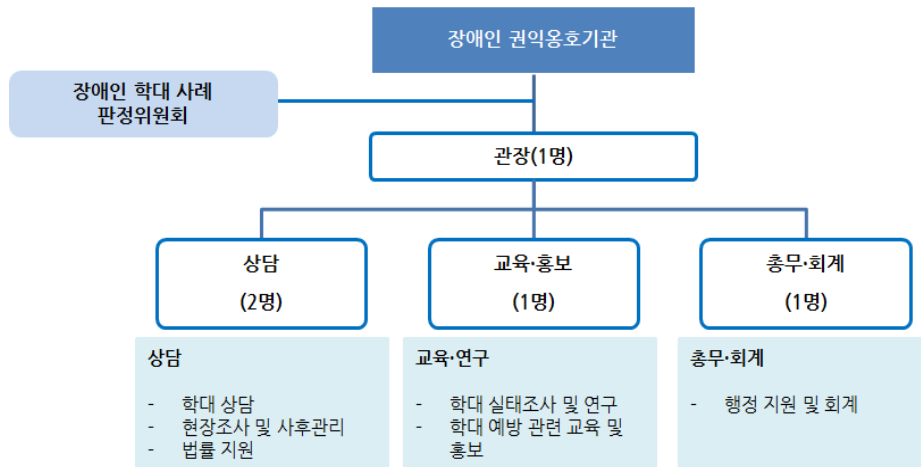 장애인 권익옹호기관
장애인 학대 사례
판정위원회
관장(1명)
상담
(2명)
교육·홍보
(1명)
총무·회계
(1명)
상담
- 학대 상담
- 현장조사 및 사후관리
- 법률 지원
교육·연구
- 학대 실태조사 및 연구
- 학대 예방 관련 교육 및
홍보
총무·회계
- 행정 지원 및 회계